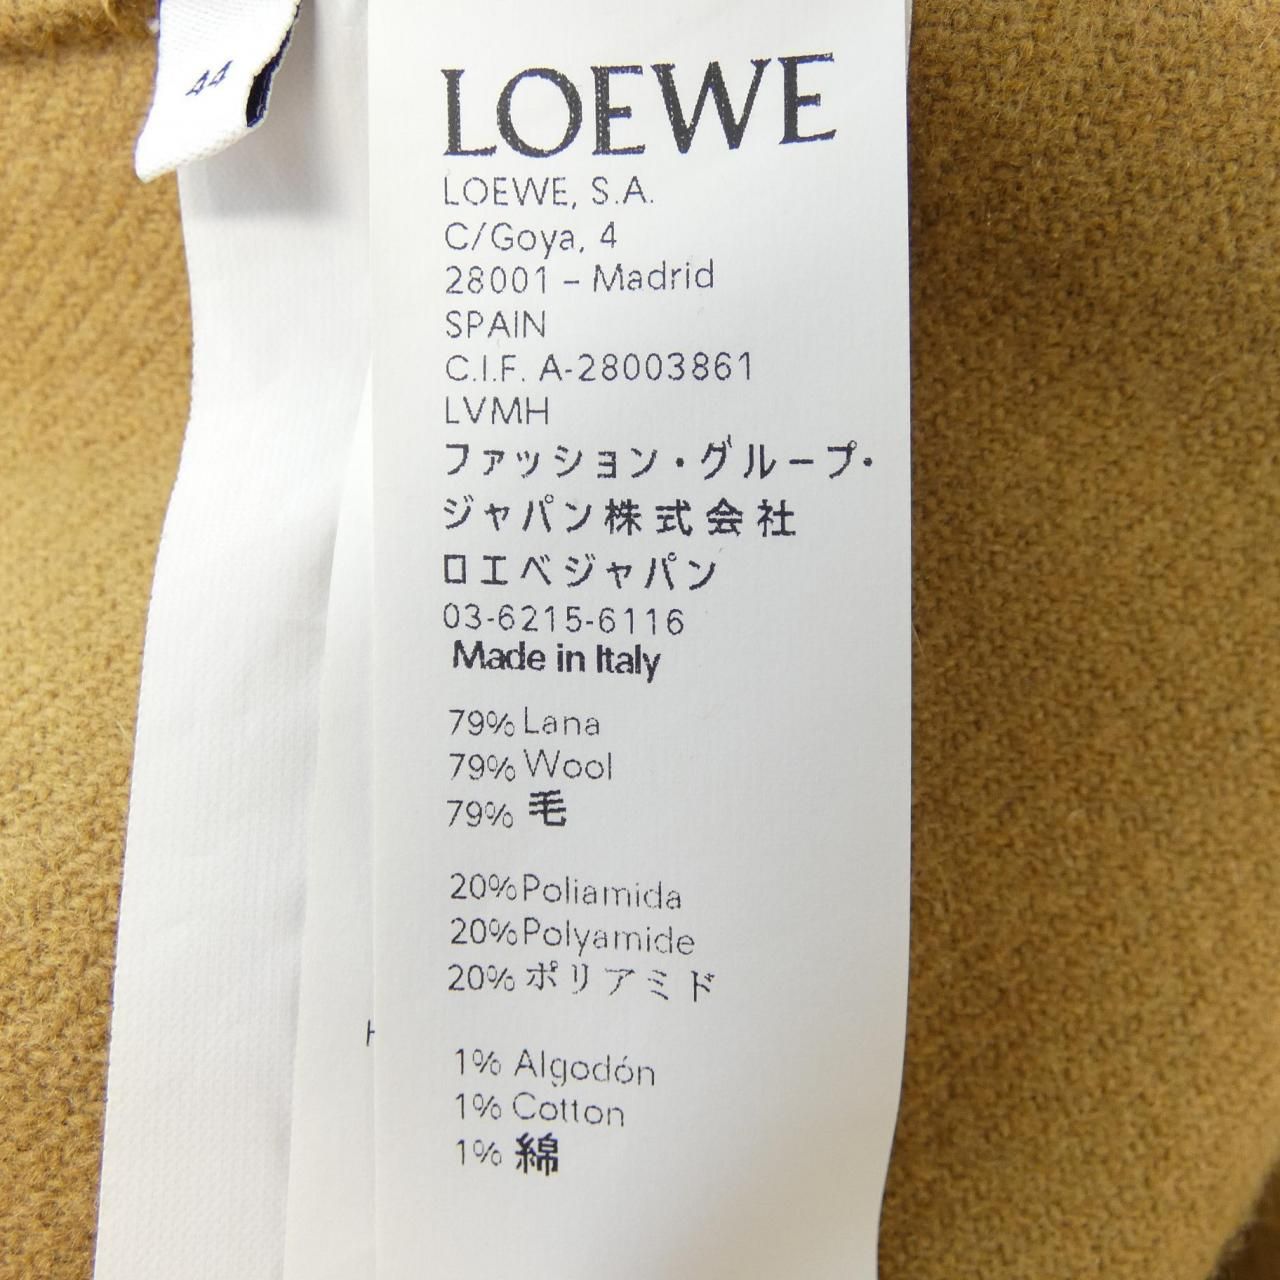 44
LOEWE
LOEWE, S.A.
C/Goya, 4
28001 – Madrid
SPAIN
C.I.F. A-28003861
LVMH
ファッション・グループ・
ジャパン株式会社
ロエベジャパン
03-6215-6116
Made in Italy
79% Lana
79% Wool
79% 毛
20% Poliamida
20% Polyamide
20% ポリアミド
1% Algodón
1% Cotton
1% 綿